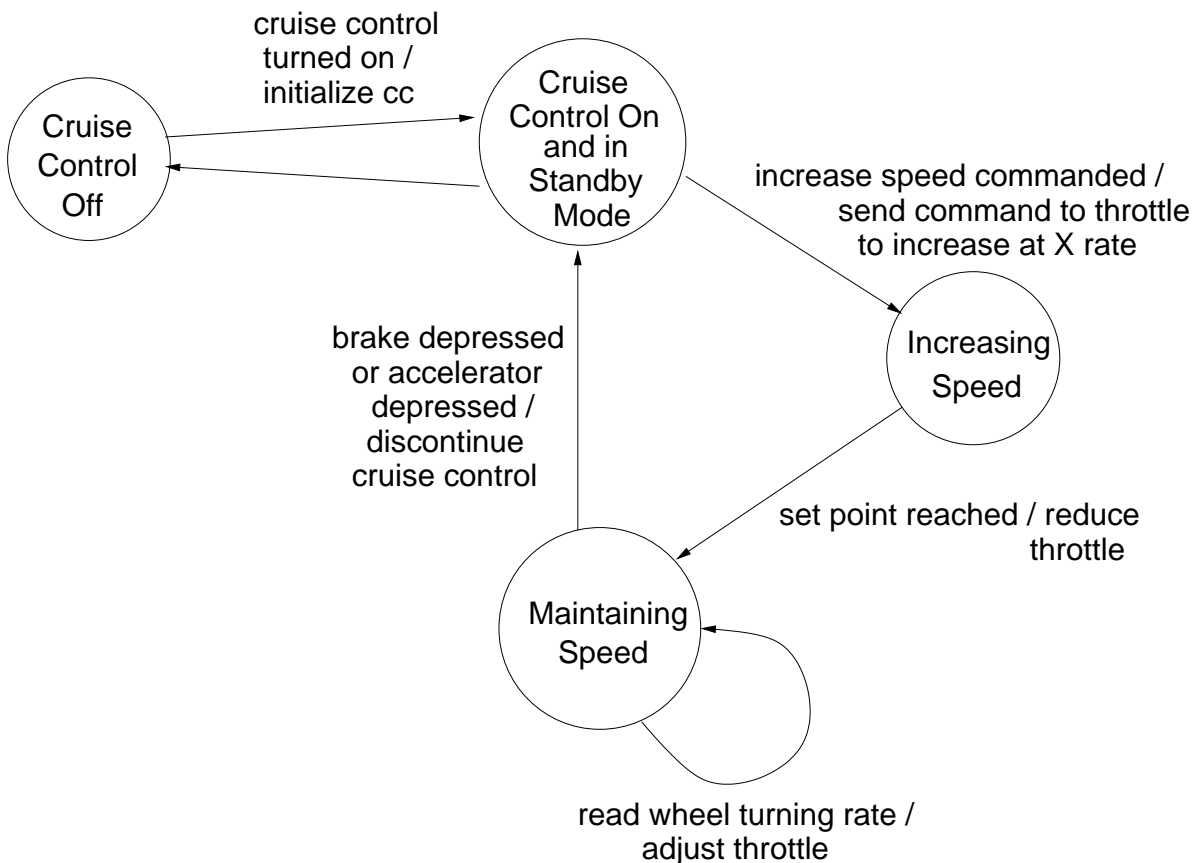 cruise control
turned on /
initialize cc
Cruise
Control
Off
Cruise
Control On
and in
Standby
Mode
increase speed commanded /
send command to throttle
to increase at X rate
brake depressed
or accelerator
depressed /
discontinue
cruise control
Increasing
Speed
set point reached / reduce
throttle
Maintaining
Speed
read wheel turning rate /
adjust throttle